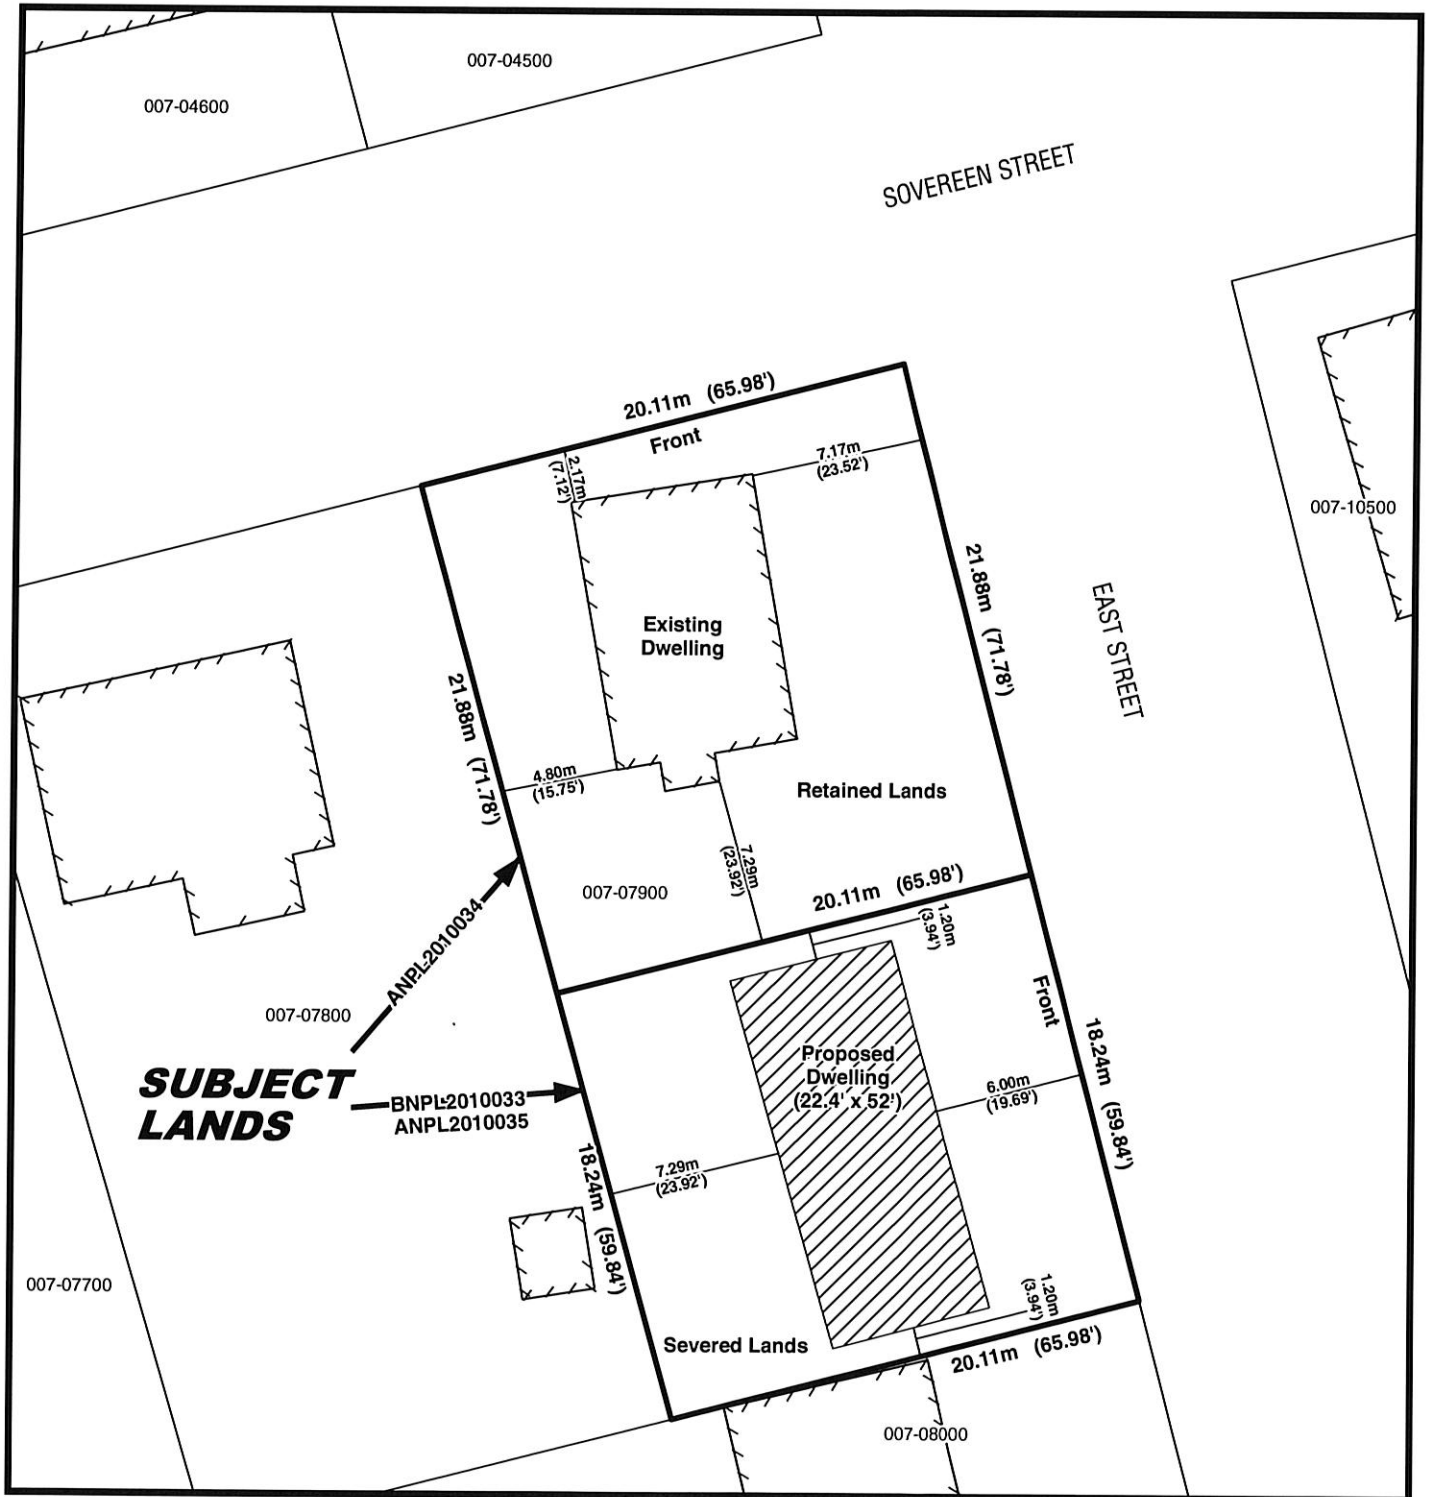 007-04500
007-04600
SOVEREEN STREET
20.11m (65.98')
Front
2.17m
(7.12')
7.17m
(23.52')
007-10500
21.88m (71.78')
EAST STREET
Existing
Dwelling
21.88m (71.78')
4.80m
(15.75')
Retained Lands
7.29m
(23.92')
007-07900
20.11m (65.98')
1.20m
(3.94')
ANPL2010034
007-07800
Front
18.24m (59.84')
Proposed
Dwelling
(22.4' x 52')
6.00m
(19.69')
SUBJECT
LANDS
BNPL2010033
ANPL2010035
7.29m
(23.92')
18.24m (59.84')
007-07700
1.20m
(3.94')
Severed Lands
20.11m (65.98')
007-08000